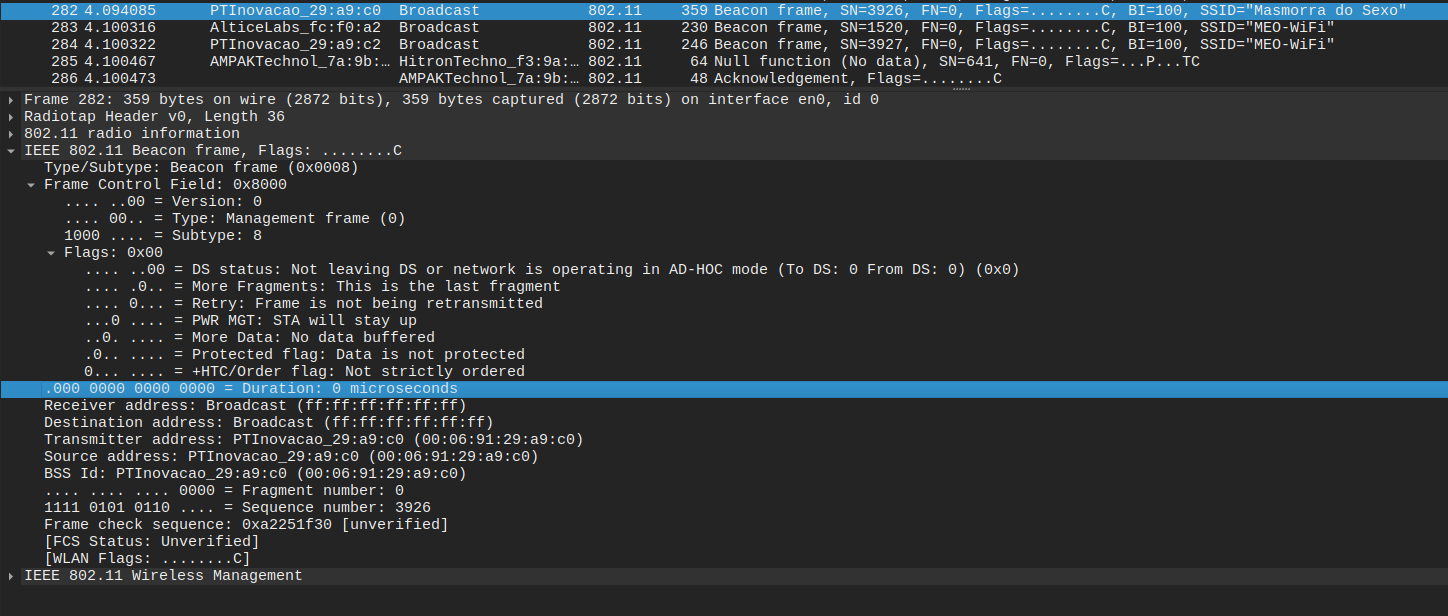 282 4.094085 PTInovacao_29:a9:c0 Broadcast 802.11 359 Beacon frame, SN=3926, FN=0, Flags=........C, BI=100, SSID="Masmorra do Sexo"
283 4.100316 AlticeLabs_fc:f0:a2 Broadcast 802.11 230 Beacon frame, SN=1520, FN=0, Flags=........C, BI=100, SSID="MEO-WiFi"
284 4.100322 PTInovacao_29:a9:c2 Broadcast 802.11 246 Beacon frame, SN=3927, FN=0, Flags=........C, BI=100, SSID="MEO-WiFi"
285 4.100467 AMPAKTechnol_7a:9b:… HitronTechno_f3:9a:… 802.11 64 Null function (No data), SN=641, FN=0, Flags=...P...TC
286 4.100473 AMPAKTechnol_7a:9b:… 802.11 48 Acknowledgement, Flags=........C
Frame 282: 359 bytes on wire (2872 bits), 359 bytes captured (2872 bits) on interface en0, id 0
Radiotap Header v0, Length 36
802.11 radio information
IEEE 802.11 Beacon frame, Flags: ........C
Type/Subtype: Beacon frame (0x0008)
Frame Control Field: 0x8000
.... ..00 = Version: 0
.... 00.. = Type: Management frame (0)
1000 .... = Subtype: 8
Flags: 0x00
.... ..00 = DS status: Not leaving DS or network is operating in AD-HOC mode (To DS: 0 From DS: 0) (0x0)
.... .0.. = More Fragments: This is the last fragment
.... 0... = Retry: Frame is not being retransmitted
...0 .... = PWR MGT: STA will stay up
..0. .... = More Data: No data buffered
.0.. .... = Protected flag: Data is not protected
0... .... = +HTC/Order flag: Not strictly ordered
.000 0000 0000 0000 = Duration: 0 microseconds
Receiver address: Broadcast (ff:ff:ff:ff:ff:ff)
Destination address: Broadcast (ff:ff:ff:ff:ff:ff)
Transmitter address: PTInovacao_29:a9:c0 (00:06:91:29:a9:c0)
Source address: PTInovacao_29:a9:c0 (00:06:91:29:a9:c0)
BSS Id: PTInovacao_29:a9:c0 (00:06:91:29:a9:c0)
.... .... .... 0000 = Fragment number: 0
1111 0101 0110 .... = Sequence number: 3926
Frame check sequence: 0xa2251f30 [unverified]
[FCS Status: Unverified]
[WLAN Flags: ........C]
IEEE 802.11 Wireless Management